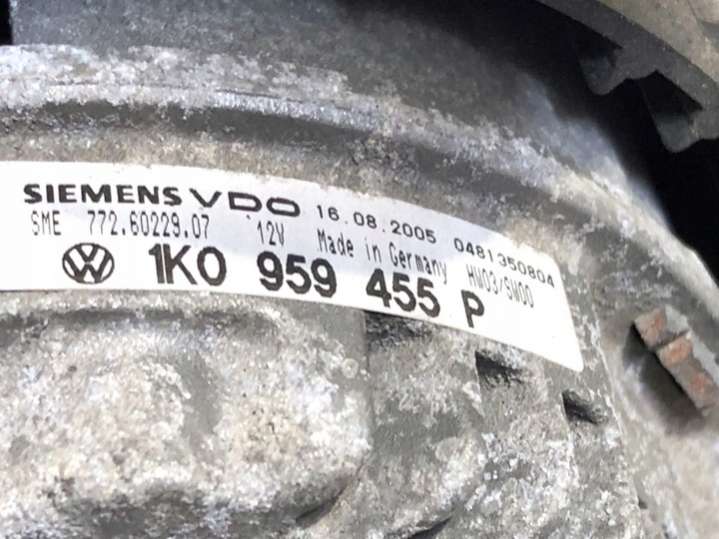 SIEMENS VDO 16.08.2005 0481350804
SME 772.60229.07 12V Made in Germany HW03/SW00
VW 1K0 959 455 P